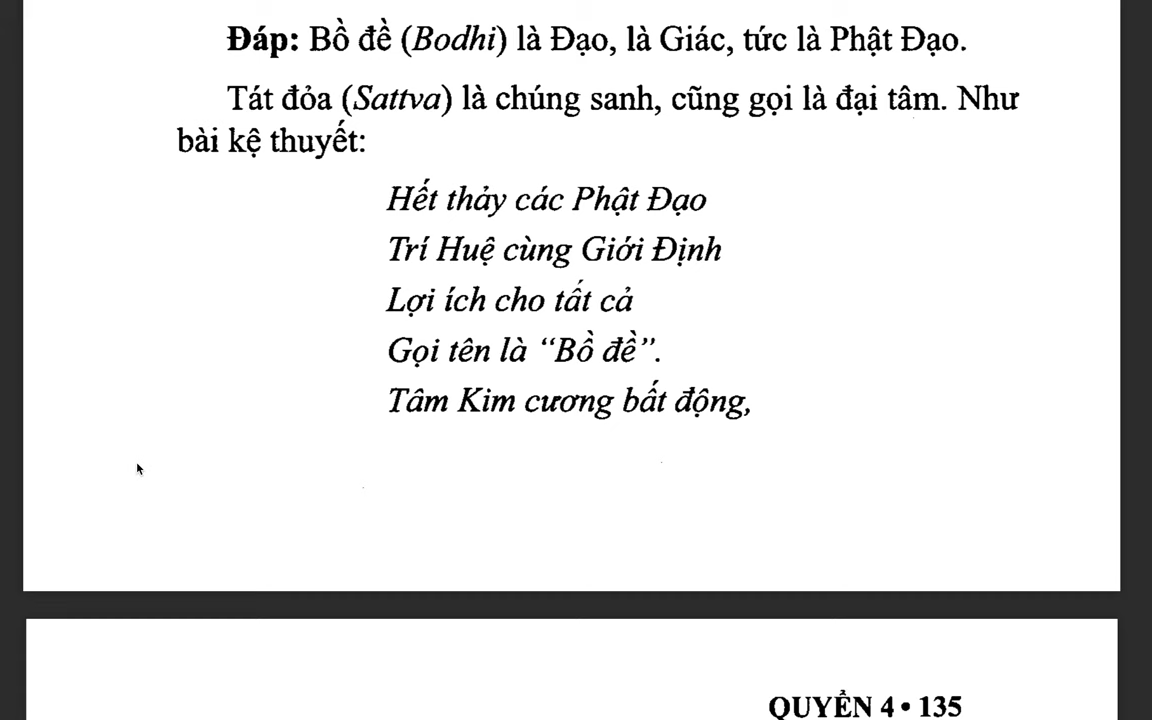 Đáp: Bồ đề (Bodhi) là Đạo, là Giác, tức là Phật Đạo.
Tát đỏa (Sattva) là chúng sanh, cũng gọi là đại tâm. Như
bài kệ thuyết:
Hết thảy các Phật Đạo
Trí Huệ cùng Giới Định
Lợi ích cho tất cả
Gọi tên là “Bồ đề”.
Tâm Kim cương bất động,
QUYỂN 4 • 135